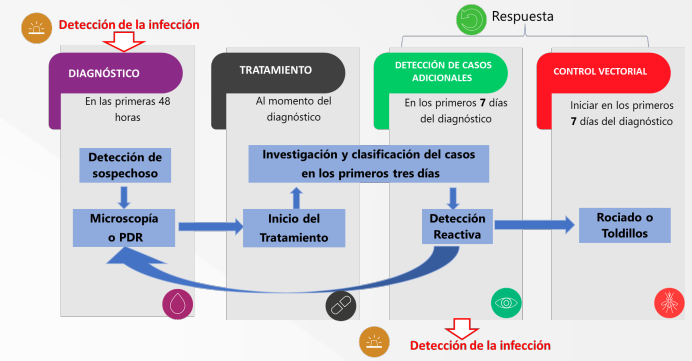 Detección de la infección
Respuesta
DIAGNÓSTICO
En las primeras 48
horas
TRATAMIENTO
Al momento del
diagnóstico
DETECCIÓN DE CASOS
ADICIONALES
En los primeros 7 días
del diagnóstico
CONTROL VECTORIAL
Iniciar en los primeros
7 días del diagnóstico
Detección de
sospechoso
Investigación y clasificación del casos
en los primeros tres días
Microscopía
o PDR
Inicio del
Tratamiento
Detección
Reactiva
Rociado o
Toldillos
Detección de la infección